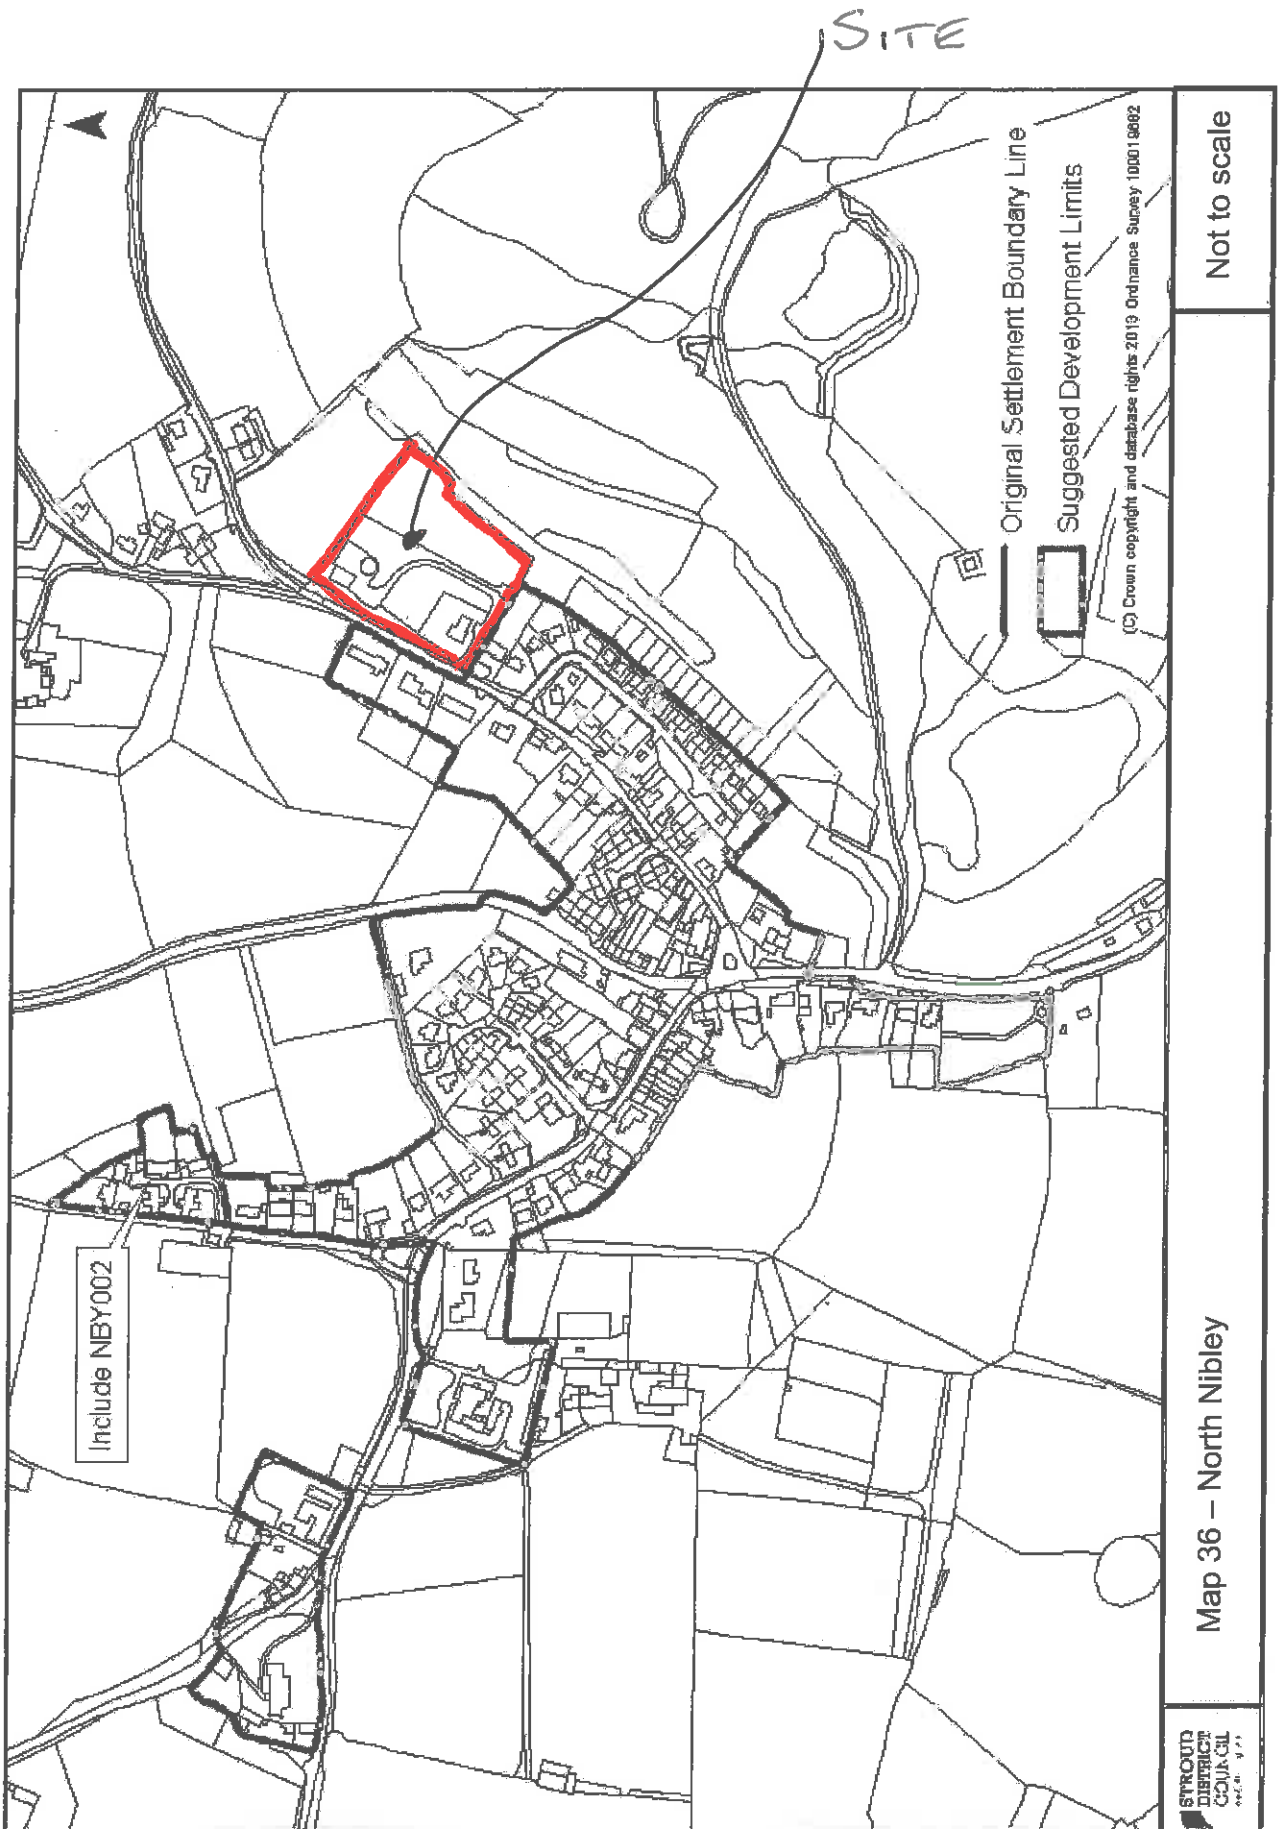 SITE
Include NBY002
Original Settlement Boundary Line
Suggested Development Limits
(C) Crown copyright and database rights 2013 Ordnance Survey 100019682
Map 36 – North Nibley
Not to scale
STROUD
DISTRICT
COUNCIL